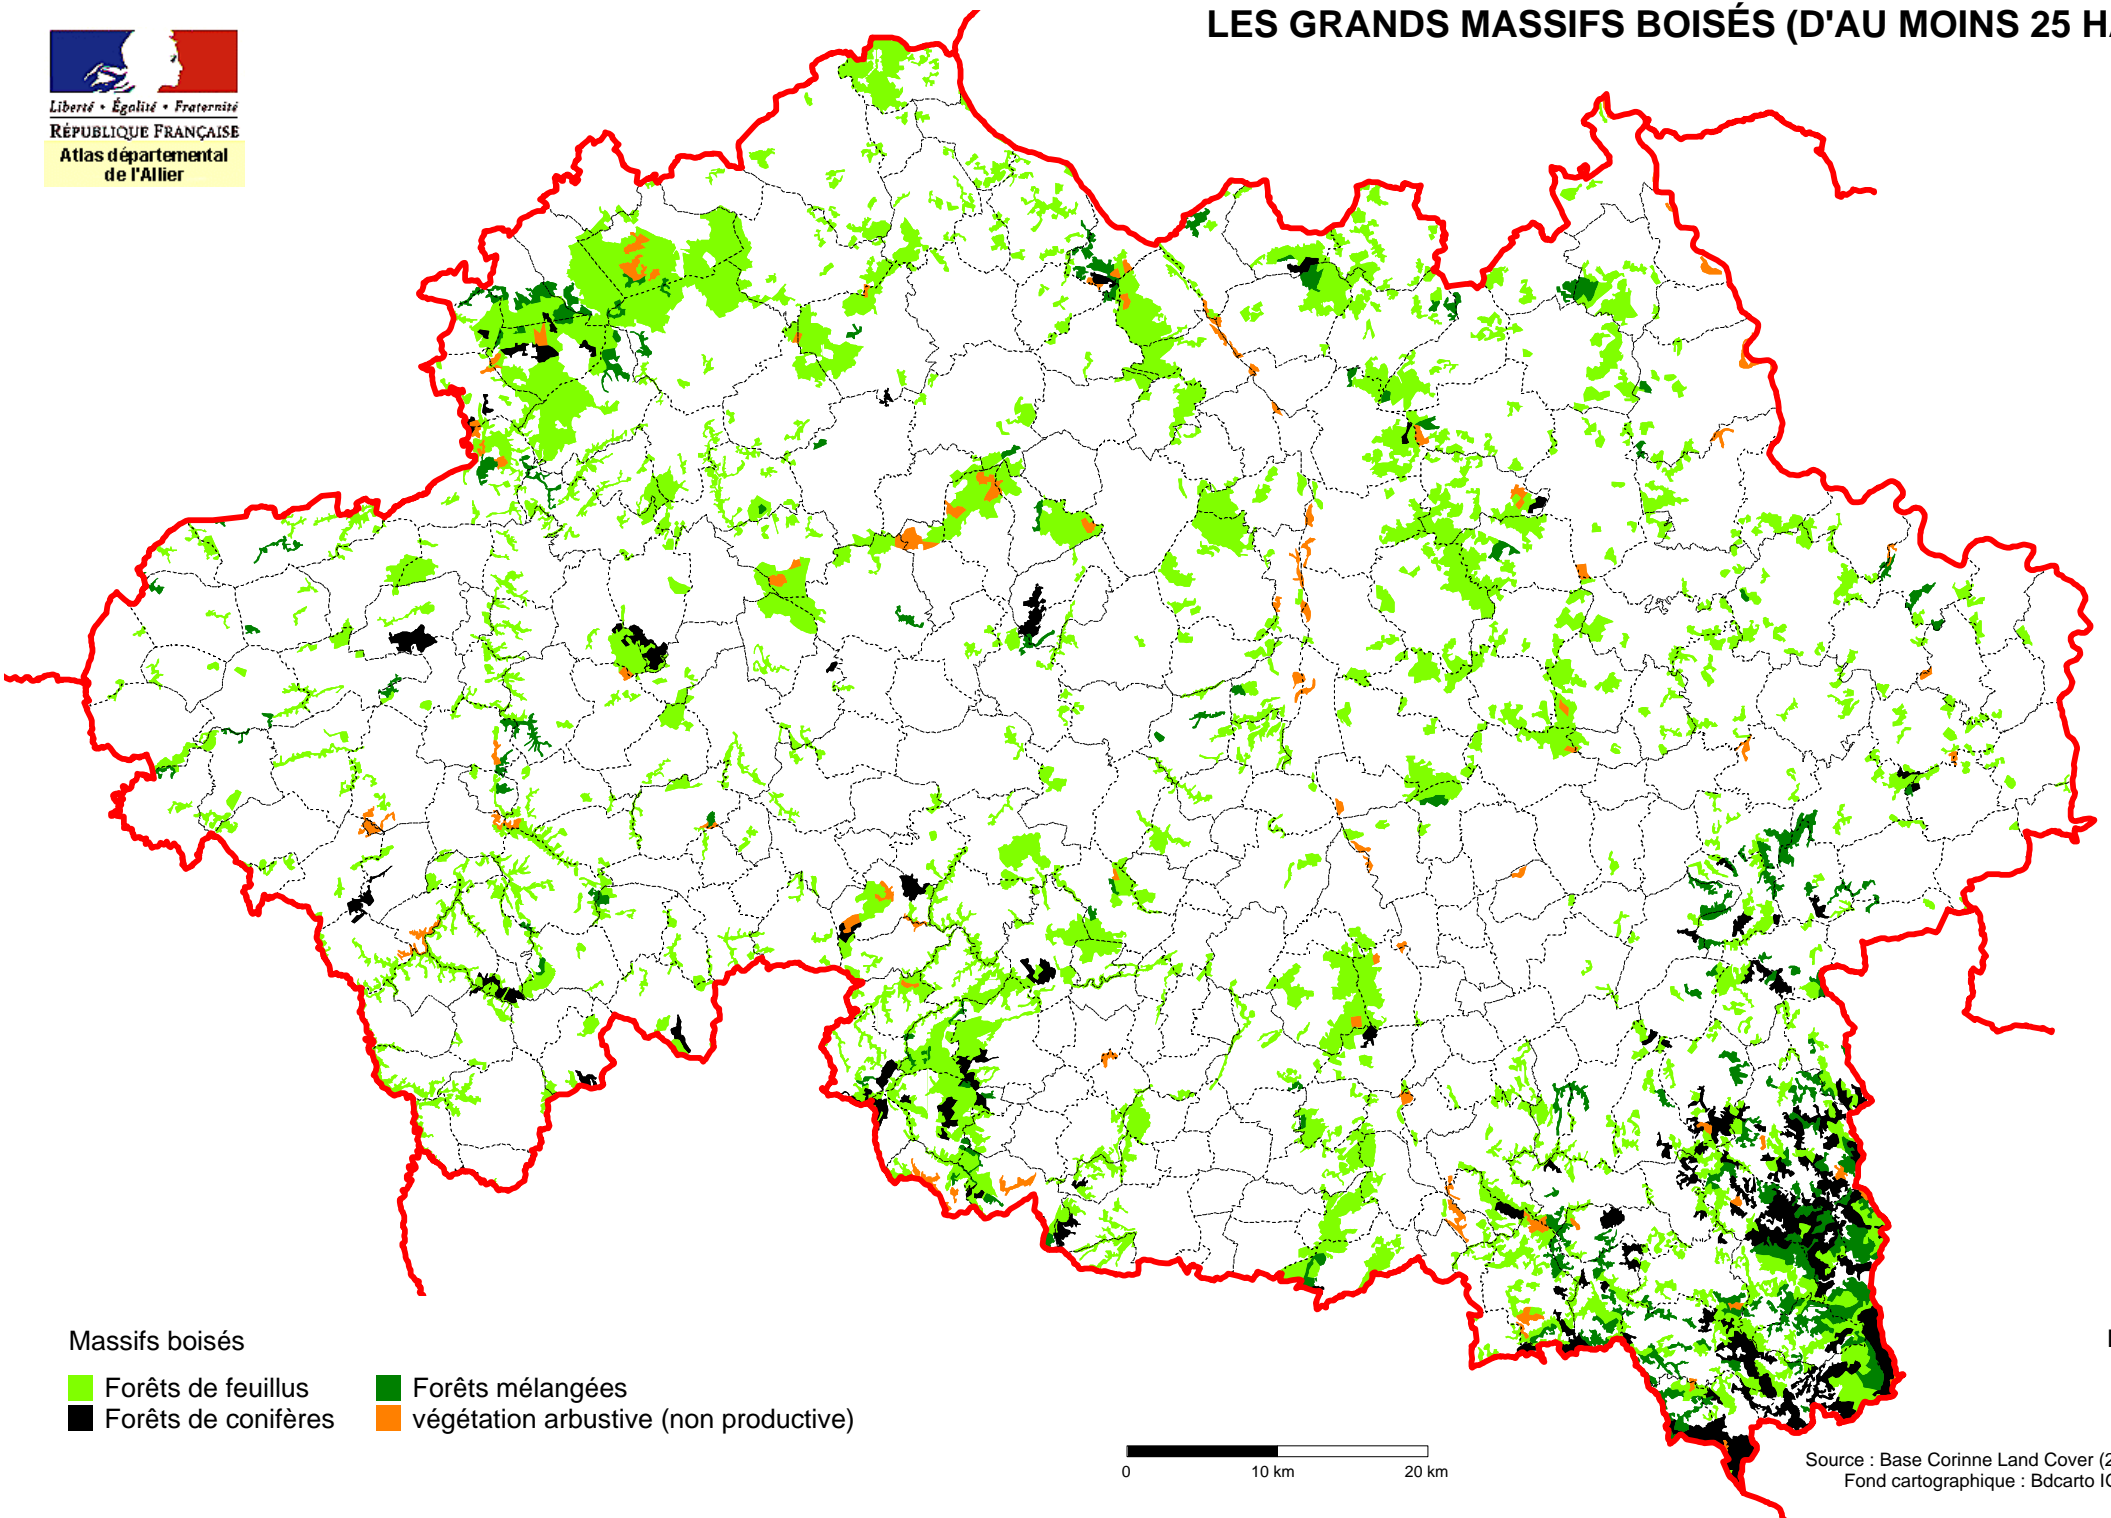 LES GRANDS MASSIFS BOISÉS (D'AU MOINS 25 HA
Liberté • Égalité • Fraternité
RÉPUBLIQUE FRANÇAISE
Atlas départemental
de l'Allier
Massifs boisés
Forêts de feuillus
Forêts mélangées
Forêts de conifères
végétation arbustive (non productive)
0
10 km
20 km
Source : Base Corinne Land Cover (2
Fond cartographique : Bdcarto